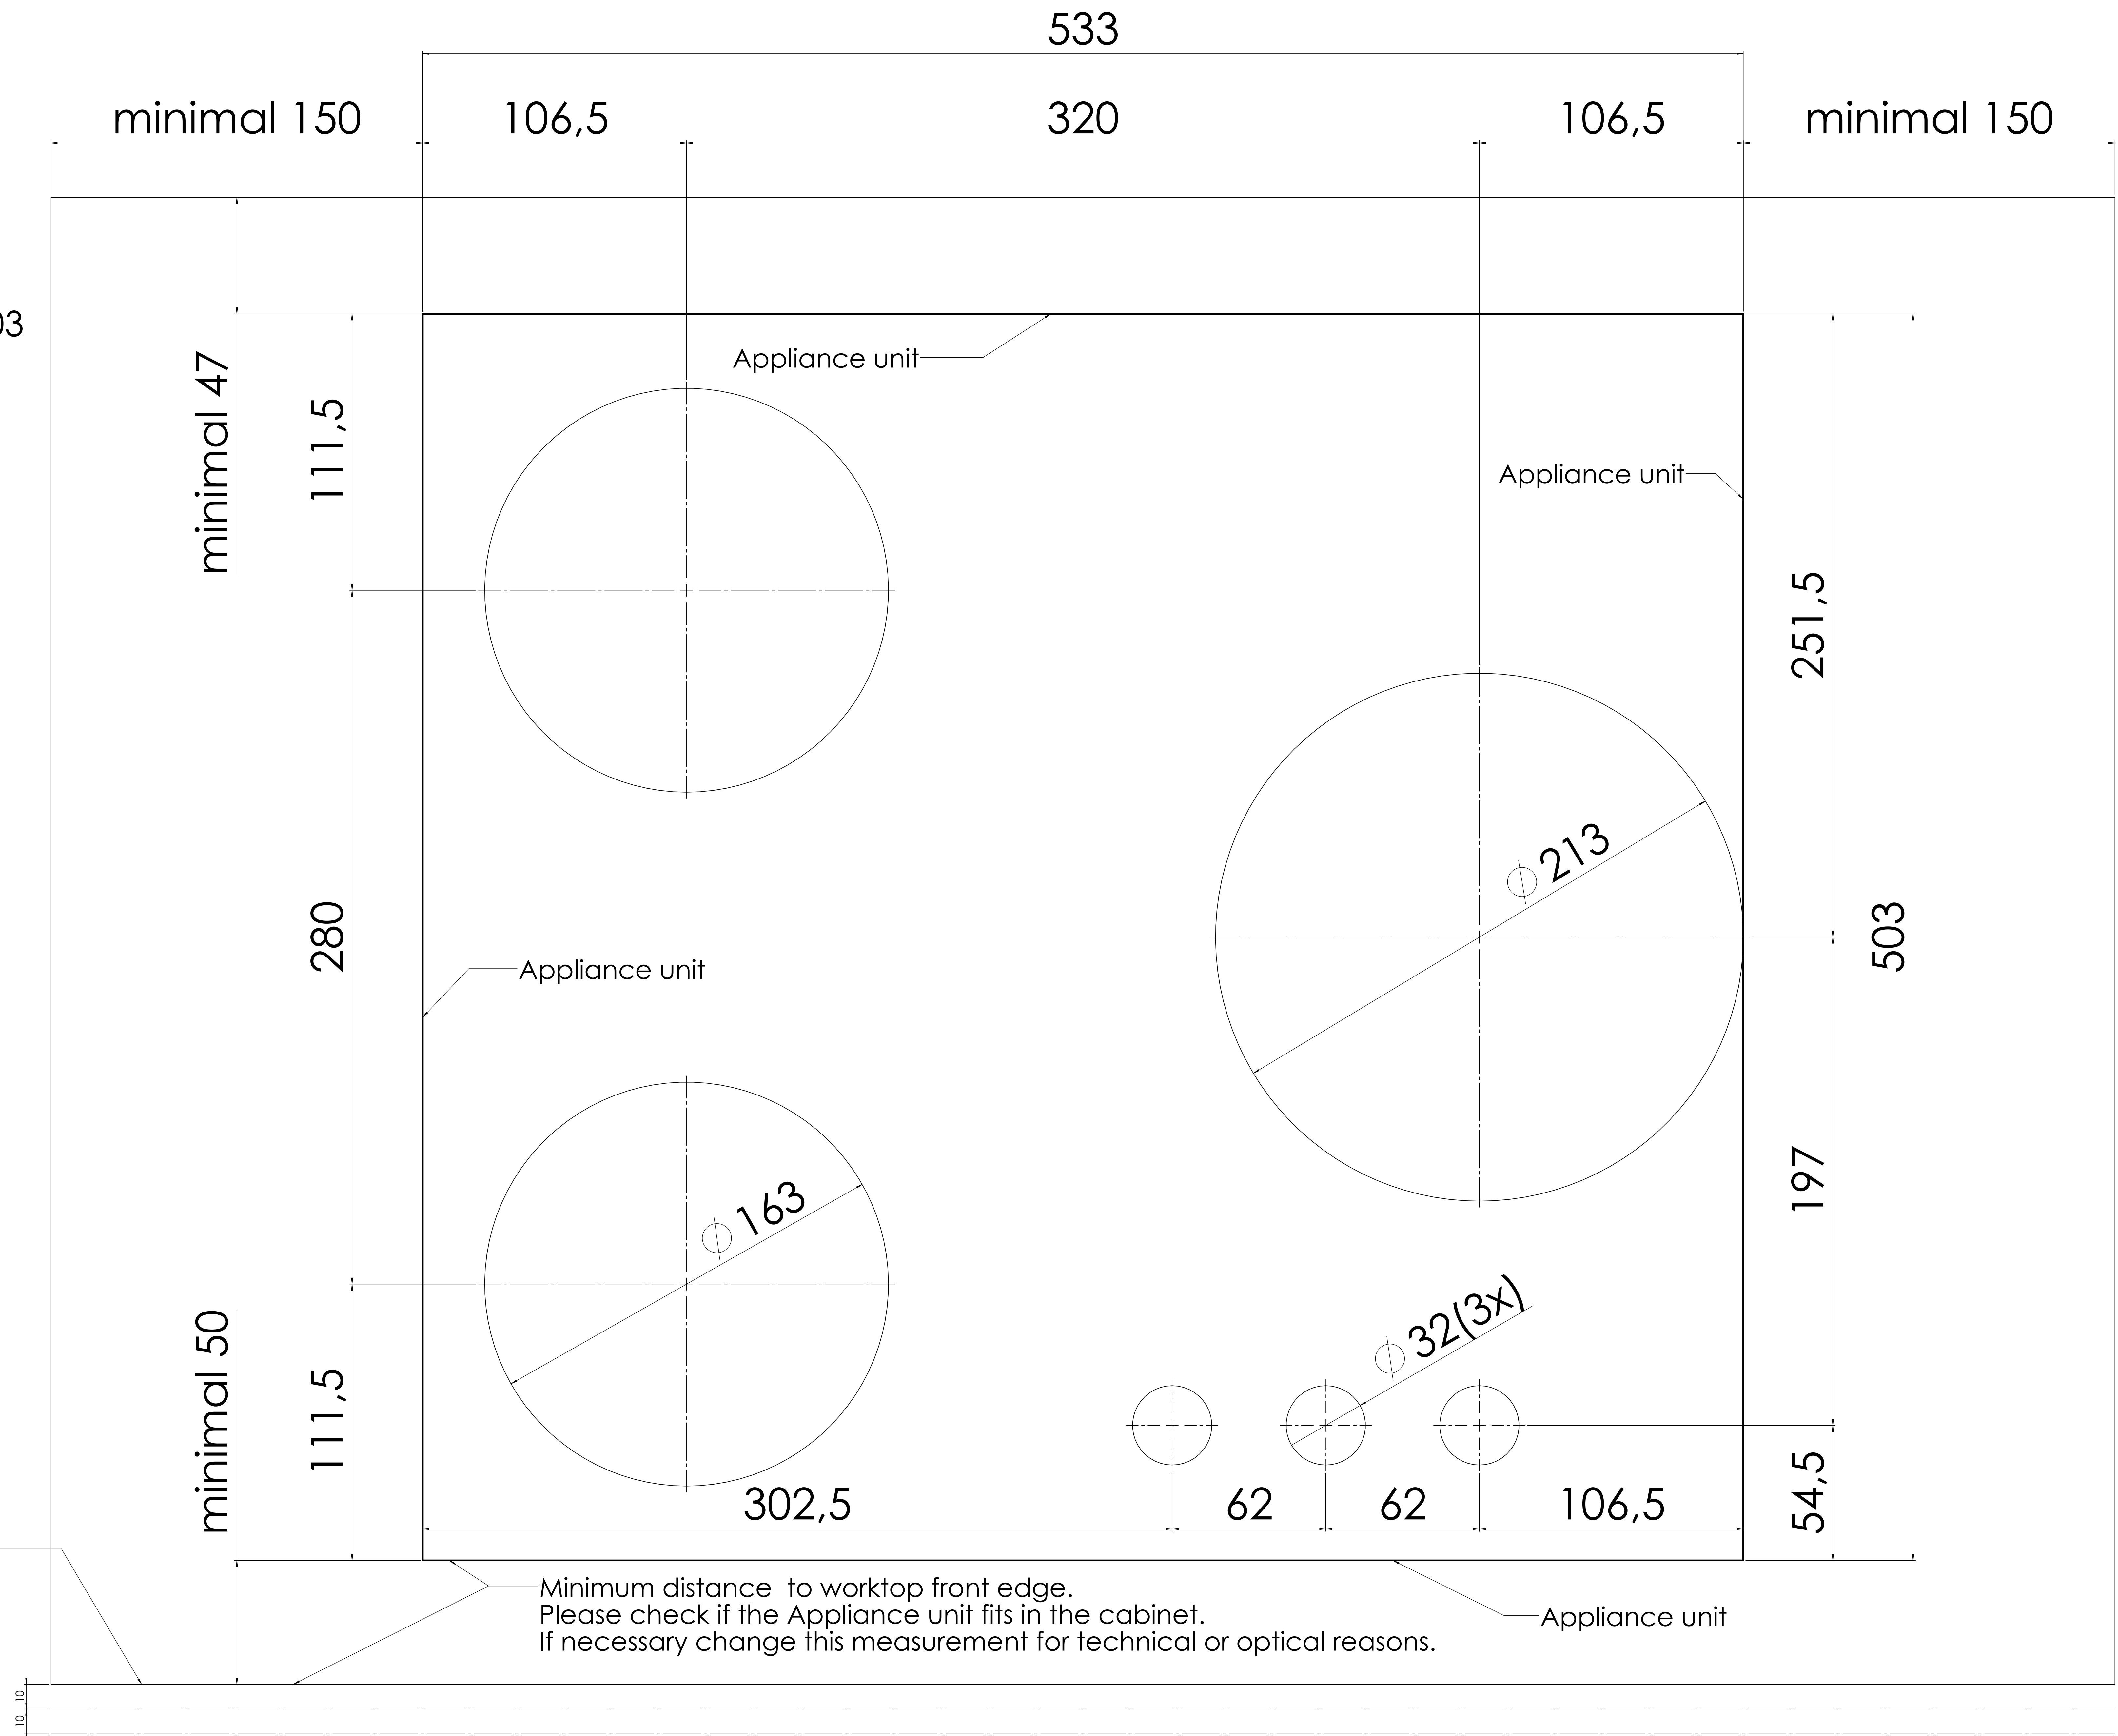 533
minimal 150 106,5 320 106,5 minimal 150
03
minimal 47
111,5
Appliance unit
Appliance unit
251,5
280
503
⌀ 213
Appliance unit
197
⌀ 163
⌀ 32(3x)
minimal 50
111,5
54,5
302,5 62 62 106,5
Minimum distance to worktop front edge.
Please check if the Appliance unit fits in the cabinet.
If necessary change this measurement for technical or optical reasons.
Appliance unit
10
10